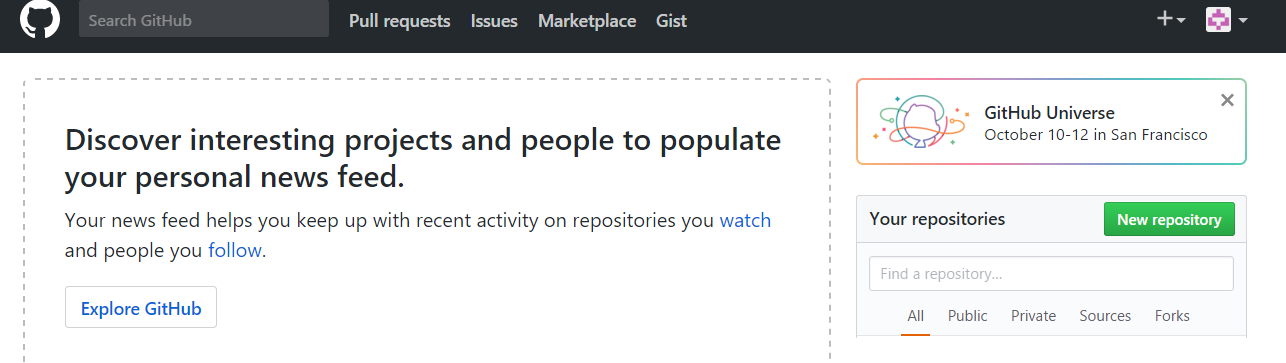 Search GitHub
Pull requests
Issues
Marketplace
Gist
Discover interesting projects and people to populate
your personal news feed.
Your news feed helps you keep up with recent activity on repositories you watch
and people you follow.
Explore GitHub
GitHub Universe
October 10-12 in San Francisco
Your repositories
New repository
Find a repository...
All
Public
Private
Sources
Forks